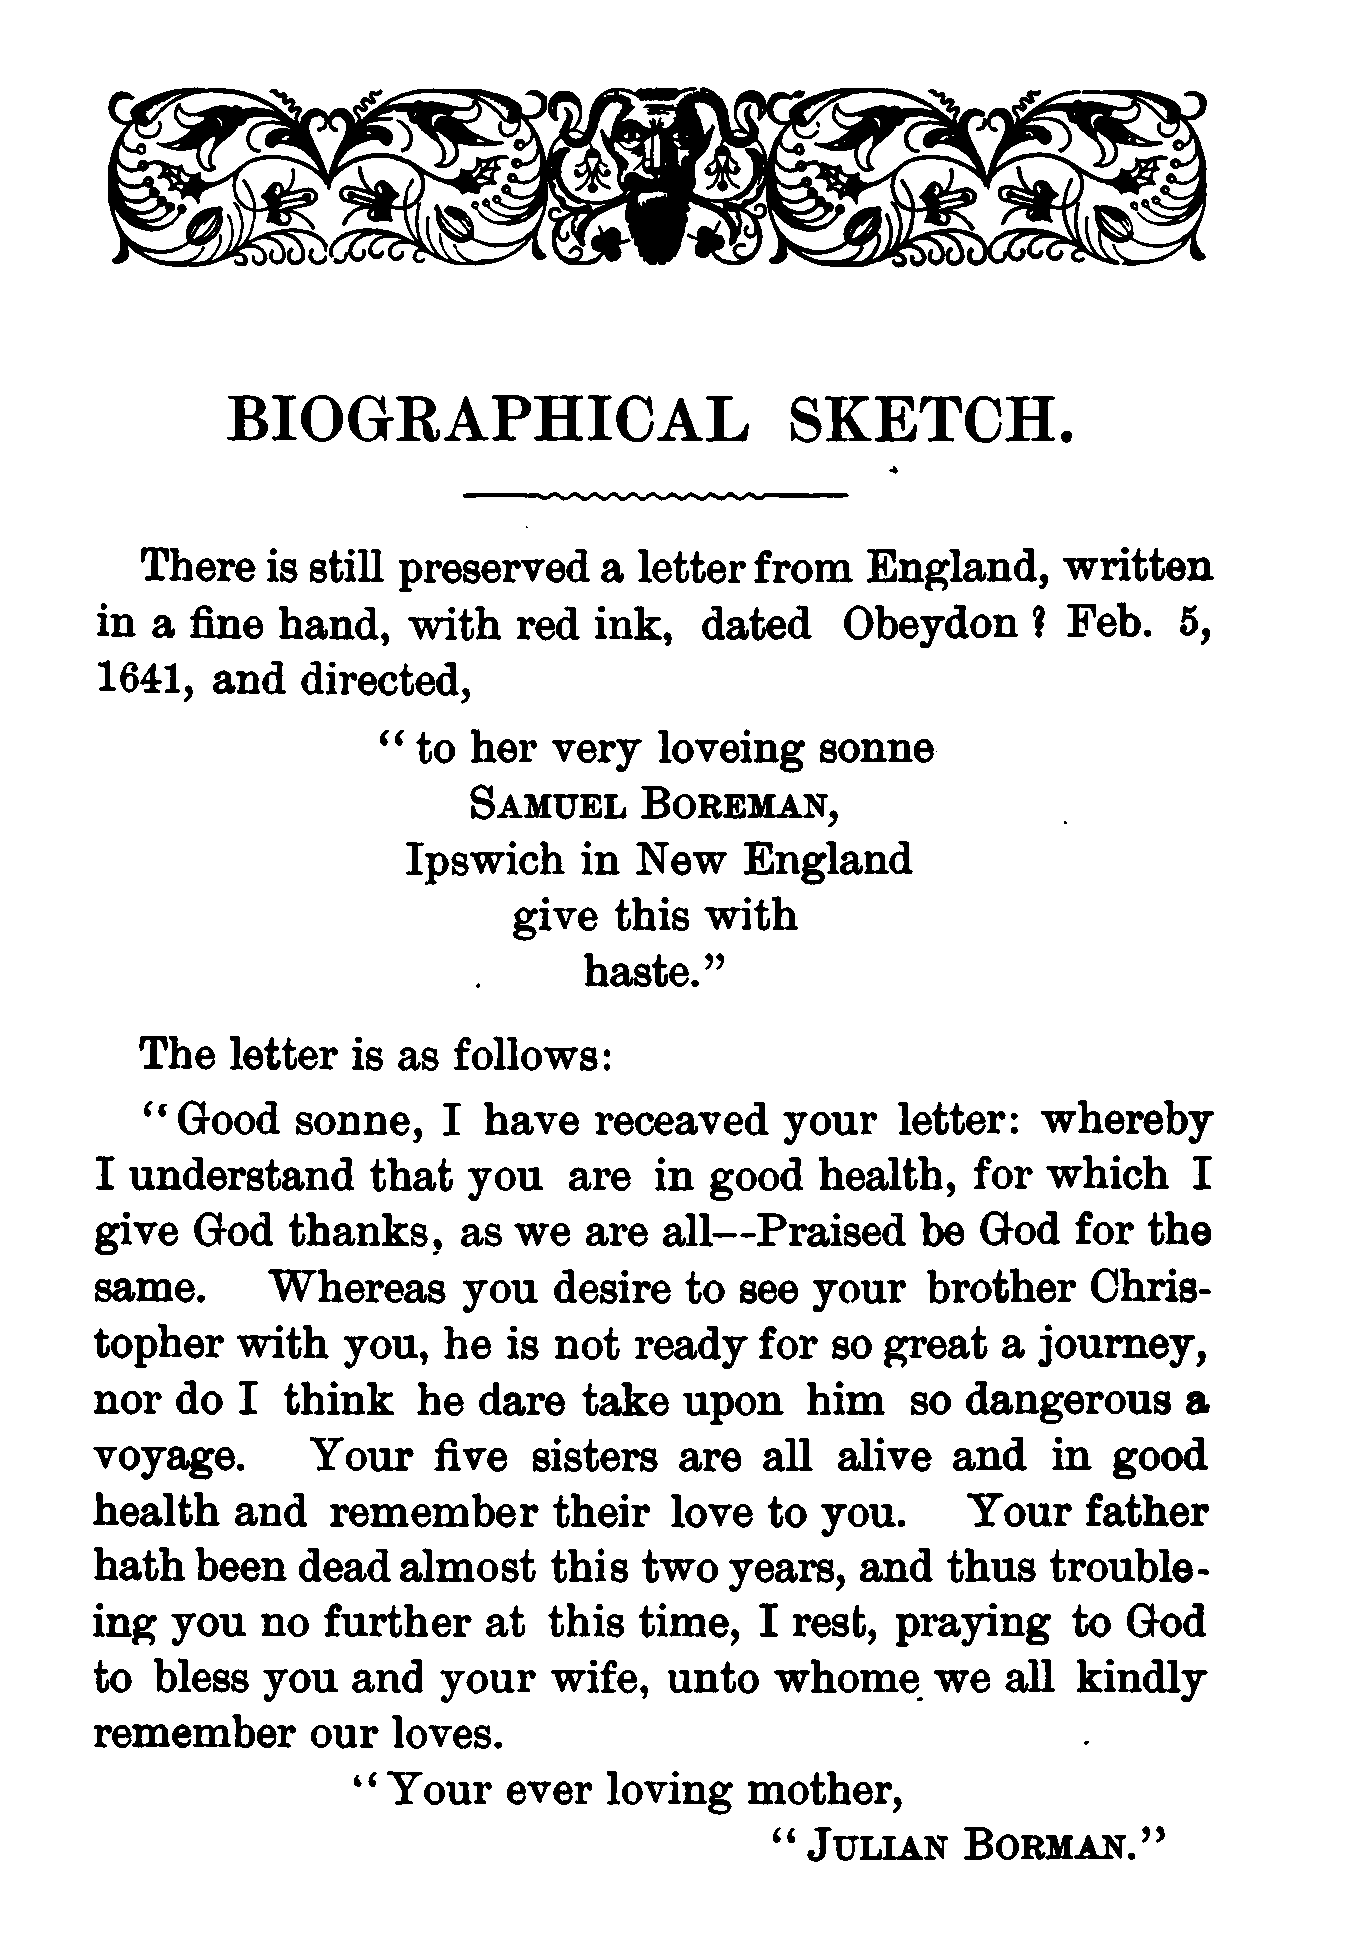 BIOGRAPHICAL SKETCH.
There is still preserved a letter from England, written
in a fine hand, with red ink, dated Obeydon ? Feb. 5,
1641, and directed,
“ to her very loveing sonne
SAMUEL BOREMAN,
Ipswich in New England
give this with
haste.”
The letter is as follows:
“ Good sonne, I have receaved your letter: whereby
I understand that you are in good health, for which I
give God thanks, as we are all--Praised be God for the
same. Whereas you desire to see your brother Chris-
topher with you, he is not ready for so great a journey,
nor do I think he dare take upon him so dangerous a
voyage. Your five sisters are all alive and in good
health and remember their love to you. Your father
hath been dead almost this two years, and thus trouble-
ing you no further at this time, I rest, praying to God
to bless you and your wife, unto whome we all kindly
remember our loves.
“ Your ever loving mother,
“ JULIAN BORMAN.”